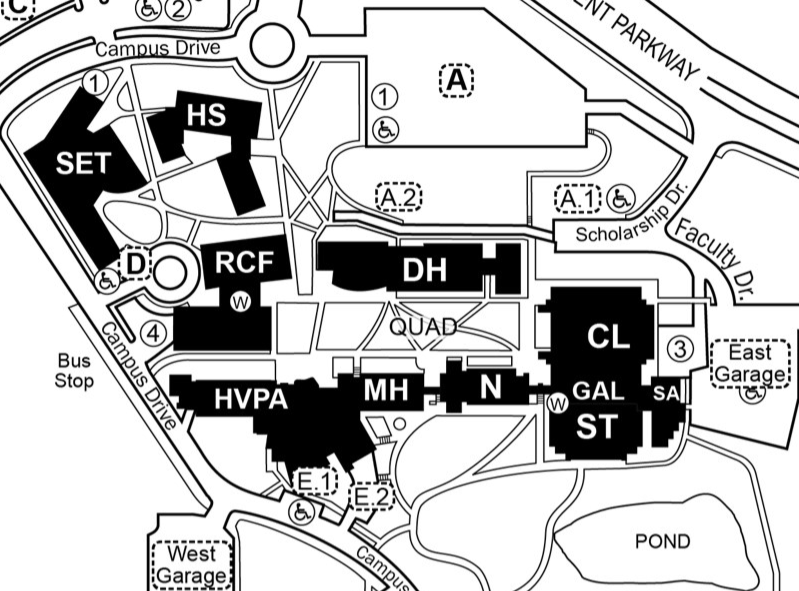 C
2
ENT PARKWAY
Campus Drive
1
HS
1
A
SET
A.2
A.1
Scholarship Dr.
Faculty Dr.
D
RCF
DH
W
4
QUAD
CL
3
East
Garage
Bus
Stop
Campus Drive
HVPA
MH
N
GAL
SA
W
ST
E.1
E.2
West
Garage
Campus
POND